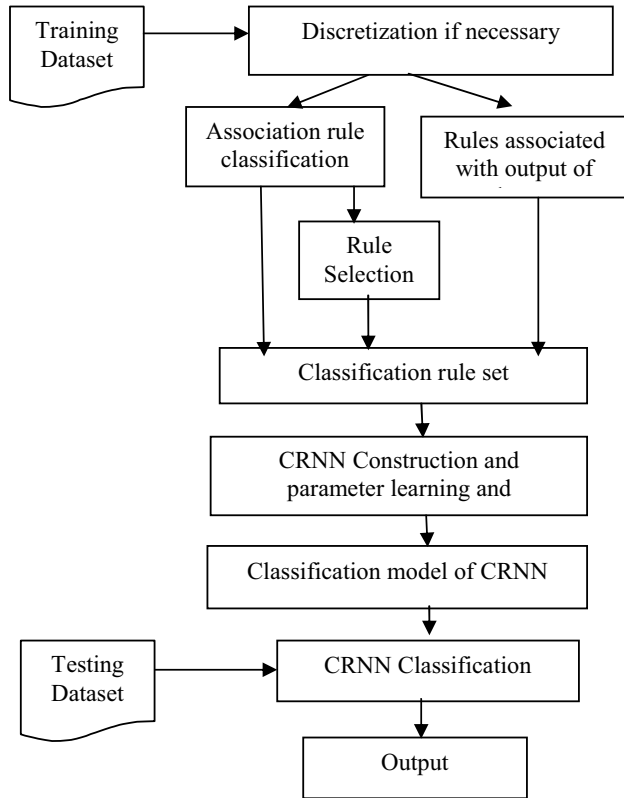 Training
Dataset
Discretization if necessary
Association rule
classification
Rules associated
with output of
Rule
Selection
Classification rule set
CRNN Construction and
parameter learning and
Classification model of CRNN
Testing
Dataset
CRNN Classification
Output